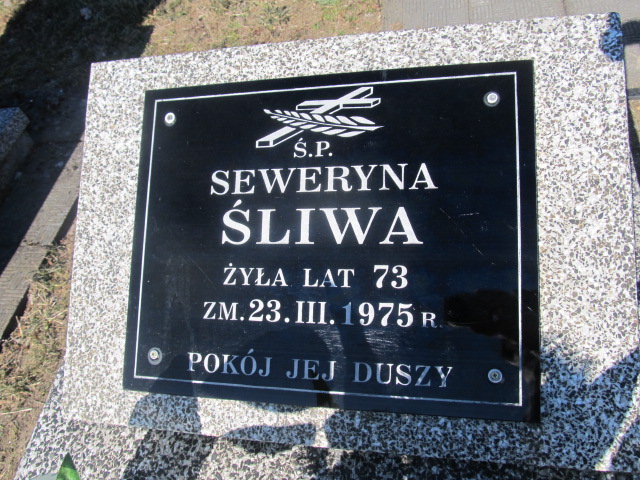 Ś.P.
SEWERYNA
ŚLIWA
ŻYŁA LAT 73
ZM. 23. III. 1975 R.
POKÓJ JEJ DUSZY